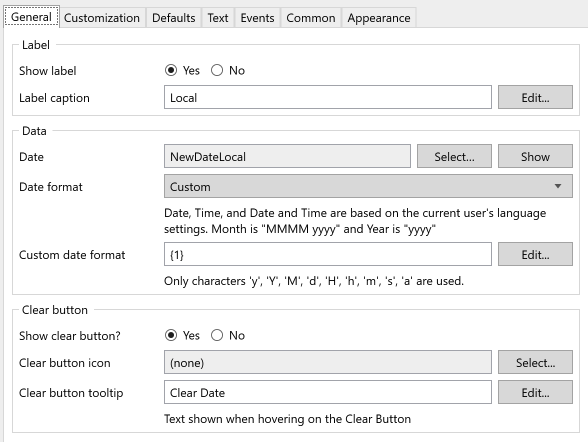 General Customization Defaults Text Events Common Appearance
Label
Show label Yes No
Label caption Local Edit...
Data
Date NewDateLocal Select... Show
Date format Custom
Date, Time, and Date and Time are based on the current user's language
settings. Month is "MMMM yyyy" and Year is "yyyy"
Custom date format {1} Edit...
Only characters 'y', 'Y', 'M', 'd', 'H', 'h', 'm', 's', 'a' are used.
Clear button
Show clear button? Yes No
Clear button icon (none) Select...
Clear button tooltip Clear Date Edit...
Text shown when hovering on the Clear Button